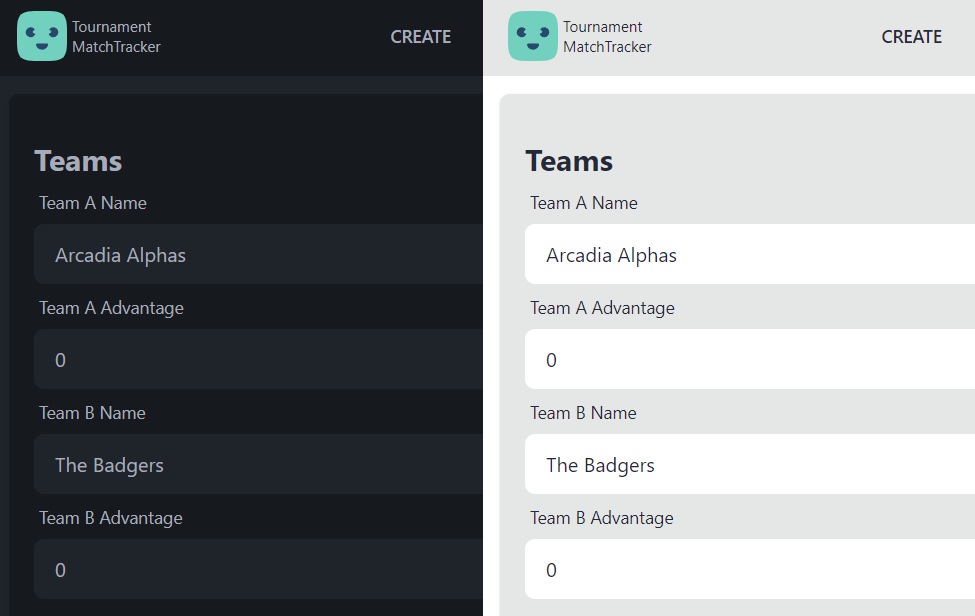 Tournament
MatchTracker
CREATE
Teams
Team A Name
Arcadia Alphas
Team A Advantage
0
Team B Name
The Badgers
Team B Advantage
0
Tournament
MatchTracker
CREATE
Teams
Team A Name
Arcadia Alphas
Team A Advantage
0
Team B Name
The Badgers
Team B Advantage
0